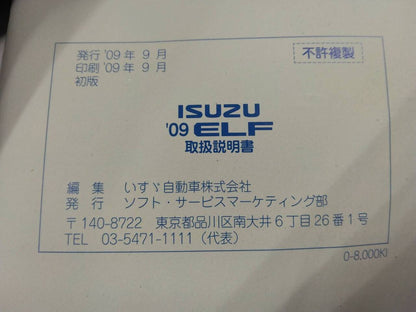 発行 '09年 9月
印刷 '09年 9月
初版
不許複製
ISUZU
'09 ELF
取扱説明書
編 集 いすゞ自動車株式会社
発 行 ソフト・サービスマーケティング部
〒140-8722 東京都品川区南大井6丁目26番1号
TEL 03-5471-1111（代表）
0-8.000KI